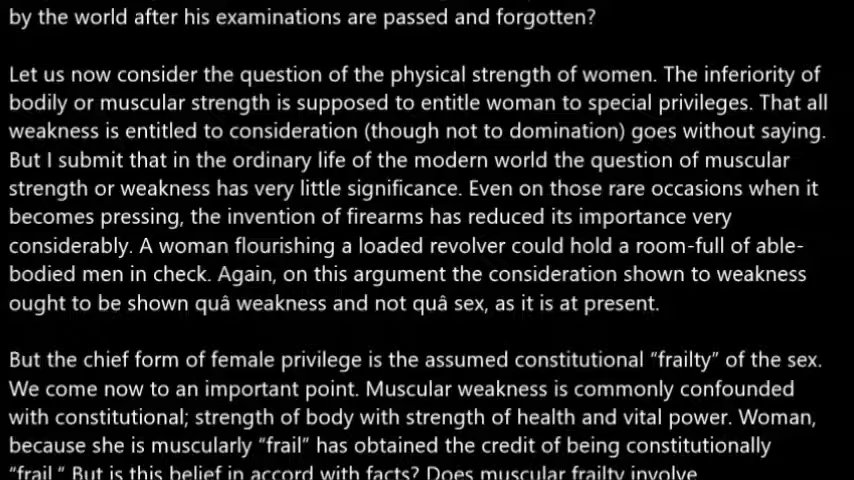 by the world after his examinations are passed and forgotten?
Let us now consider the question of the physical strength of women. The inferiority of
bodily or muscular strength is supposed to entitle woman to special privileges. That all
weakness is entitled to consideration (though not to domination) goes without saying.
But I submit that in the ordinary life of the modern world the question of muscular
strength or weakness has very little significance. Even on those rare occasions when it
becomes pressing, the invention of firearms has reduced its importance very
considerably. A woman flourishing a loaded revolver could hold a room-full of able-
bodied men in check. Again, on this argument the consideration shown to weakness
ought to be shown quâ weakness and not quâ sex, as it is at present.
But the chief form of female privilege is the assumed constitutional “frailty” of the sex.
We come now to an important point. Muscular weakness is commonly confounded
with constitutional; strength of body with strength of health and vital power. Woman,
because she is muscularly “frail” has obtained the credit of being constitutionally
“frail.” But is this belief in accord with facts? Does muscular frailty involve